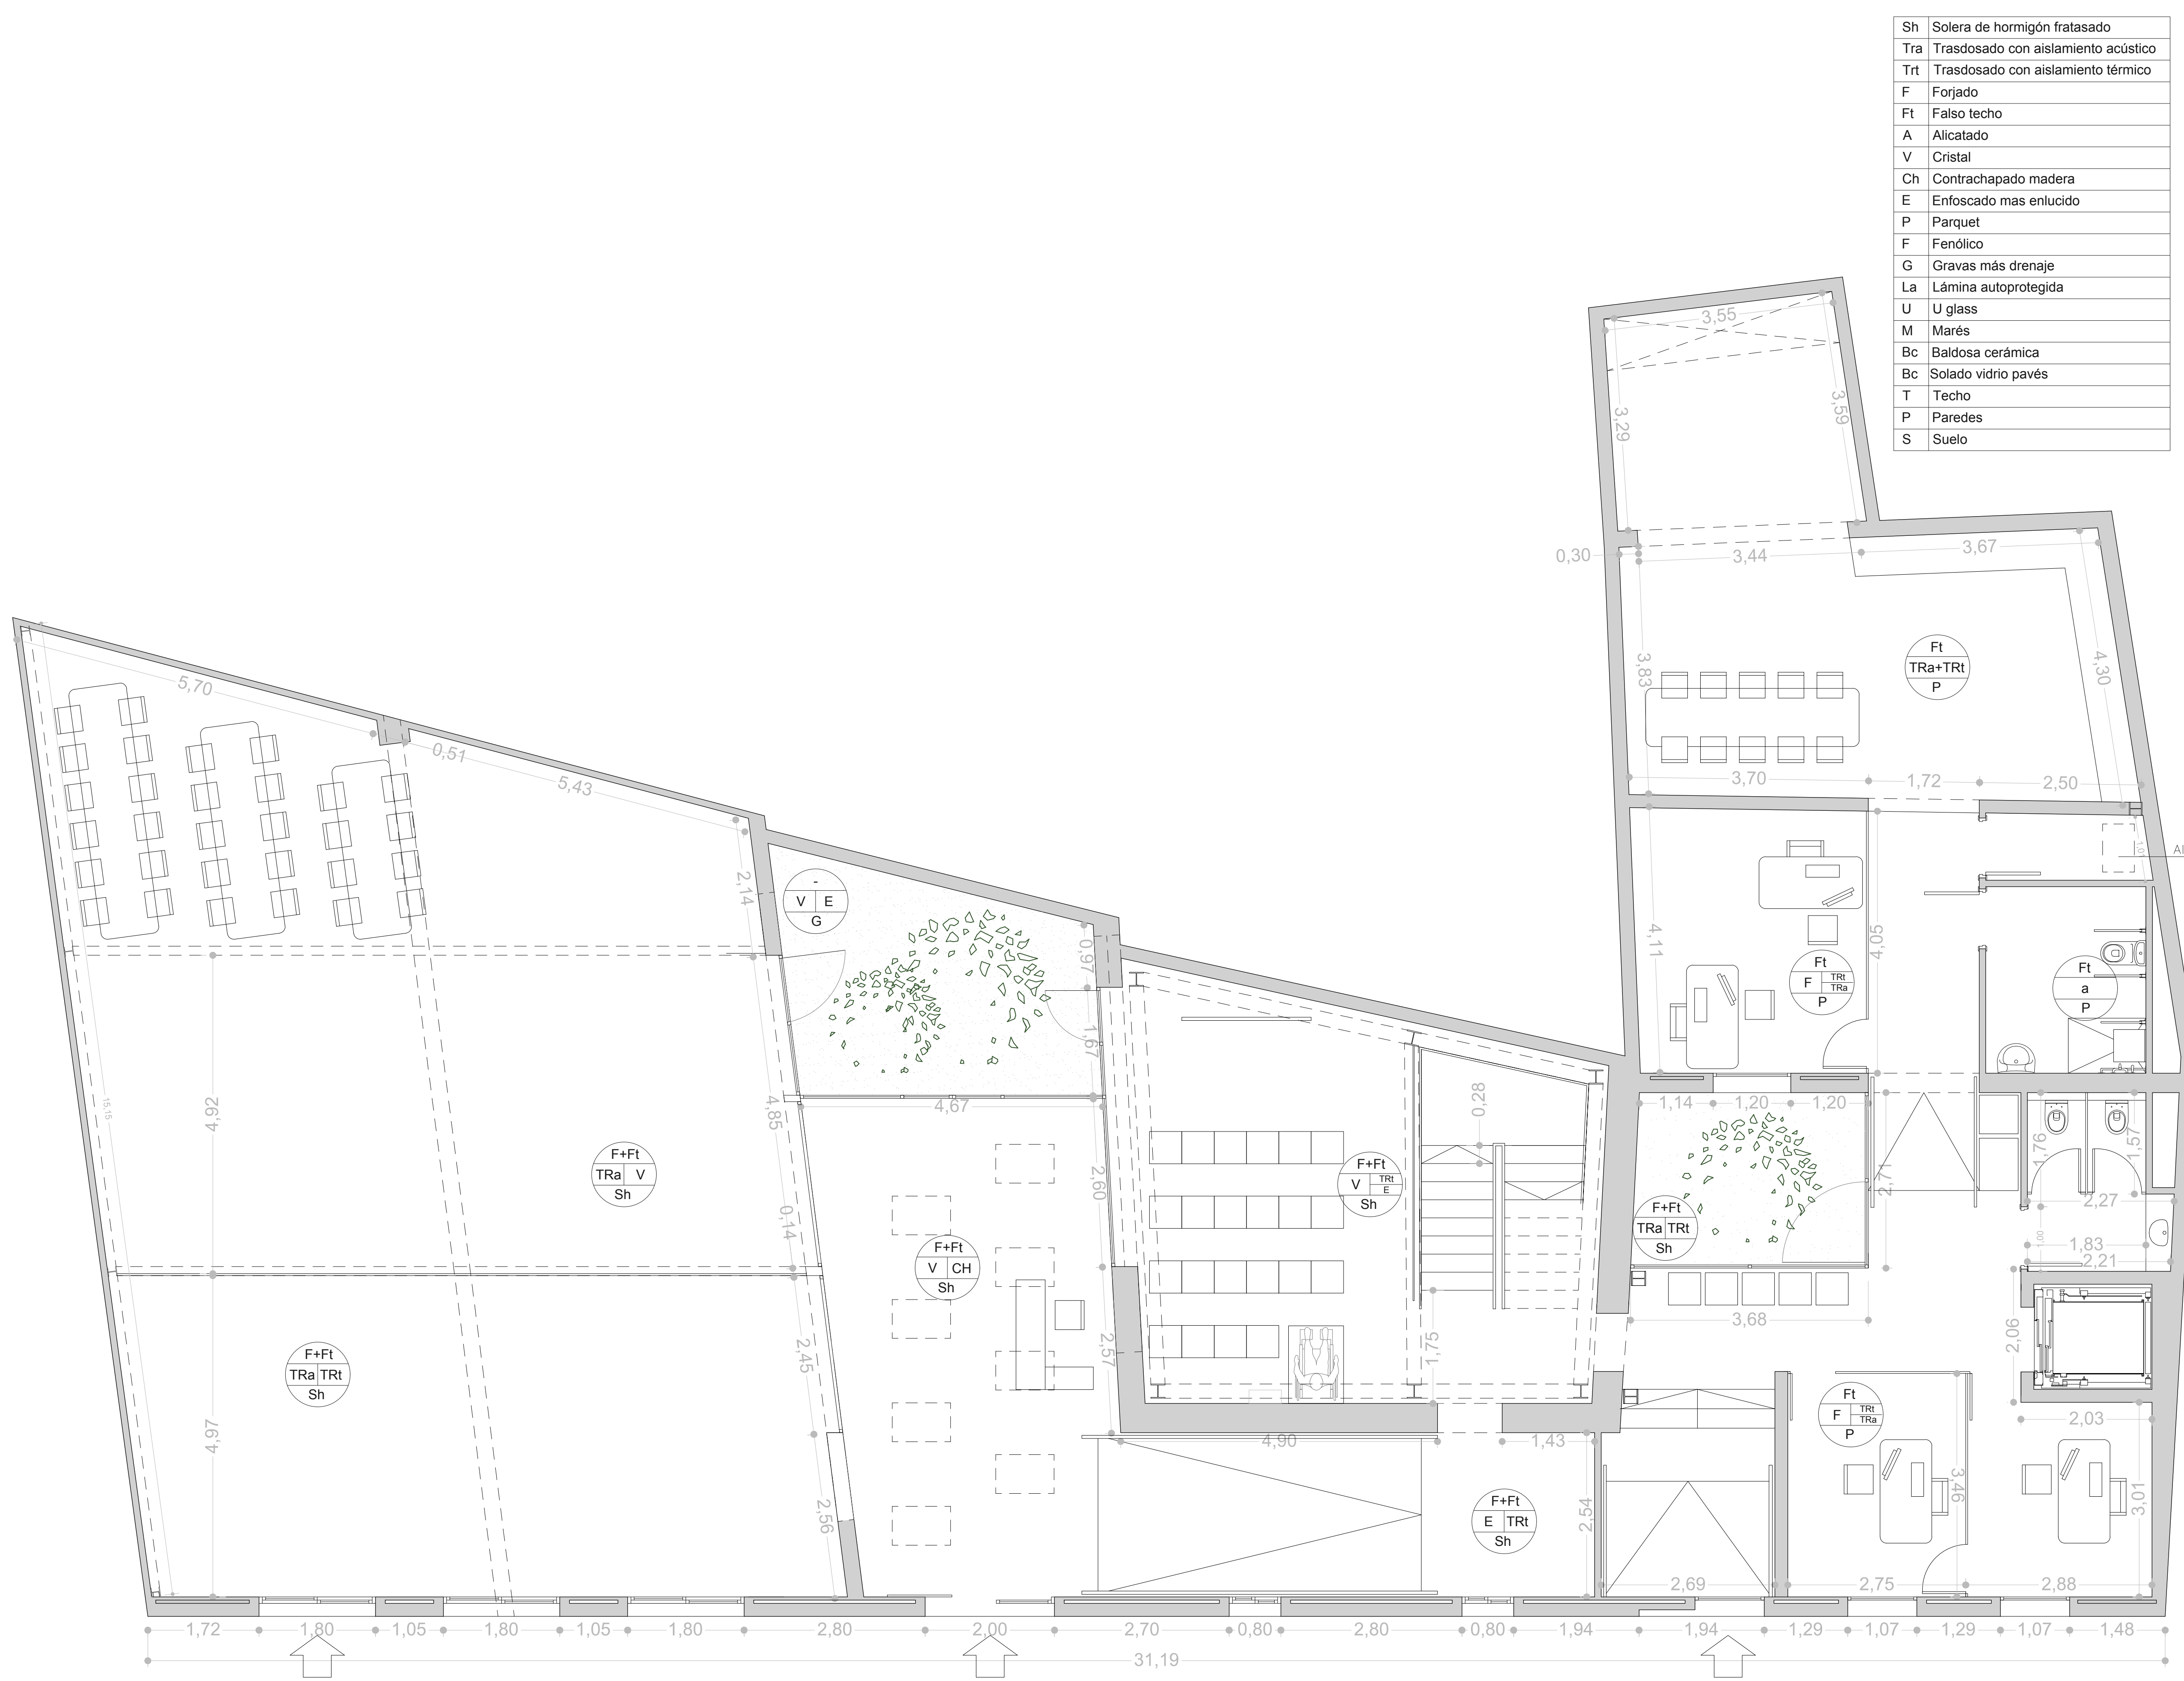 Sh Solera de hormigón fratasado
Tra Trasdosado con aislamiento acústico
Trt Trasdosado con aislamiento térmico
F Forjado
Ft Falso techo
A Alicatado
V Cristal
Ch Contrachapado madera
E Enfoscado mas enlucido
P Parquet
F Fenólico
G Gravas más drenaje
La Lámina autoprotegida
U U glass
M Marés
Bc Baldosa cerámica
Bc Solado vidrio pavés
T Techo
P Paredes
S Suelo
3,55
3,29
3,59
0,30
3,44
3,67
3,83
4,30
Ft
TRa+TRt
P
3,70
1,72
2,50
5,70
0,51
5,43
2,14
-
V E
G
0,97
1,67
4,11
4,05
1,01
Al
Ft
F TRt
TRa
P
Ft
a
P
15,15
4,92
4,85
4,67
0,28
1,14
1,20
1,20
1,76
1,57
2,60
2,71
F+Ft
TRa V
Sh
F+Ft
V TRt
E
Sh
F+Ft
TRa TRt
Sh
2,27
0,14
1,00
1,83
2,21
F+Ft
V CH
Sh
3,68
2,06
F+Ft
TRa TRt
Sh
2,45
2,57
1,75
Ft
F TRt
TRa
P
2,03
4,97
4,90
1,43
2,56
F+Ft
E TRt
Sh
2,54
3,46
3,01
2,69
2,75
2,88
1,72
1,80
1,05
1,80
1,05
1,80
2,80
2,00
2,70
0,80
2,80
0,80
1,94
1,94
1,29
1,07
1,29
1,07
1,48
31,19